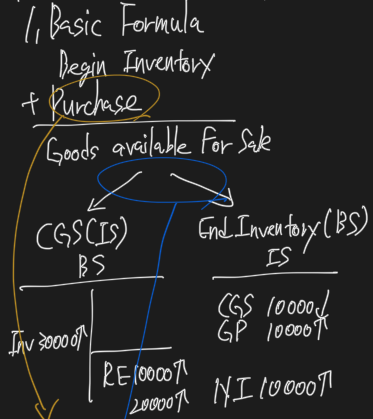 1. Basic Formula
Begin Inventory
+ Purchase
Goods available For Sale
CGS(IS)
End.Inventory(BS)
BS
IS
Inv 30000↑
RE 10000↑
20000↑
CGS 10000↓
GP 10000↑
NI 10000↑